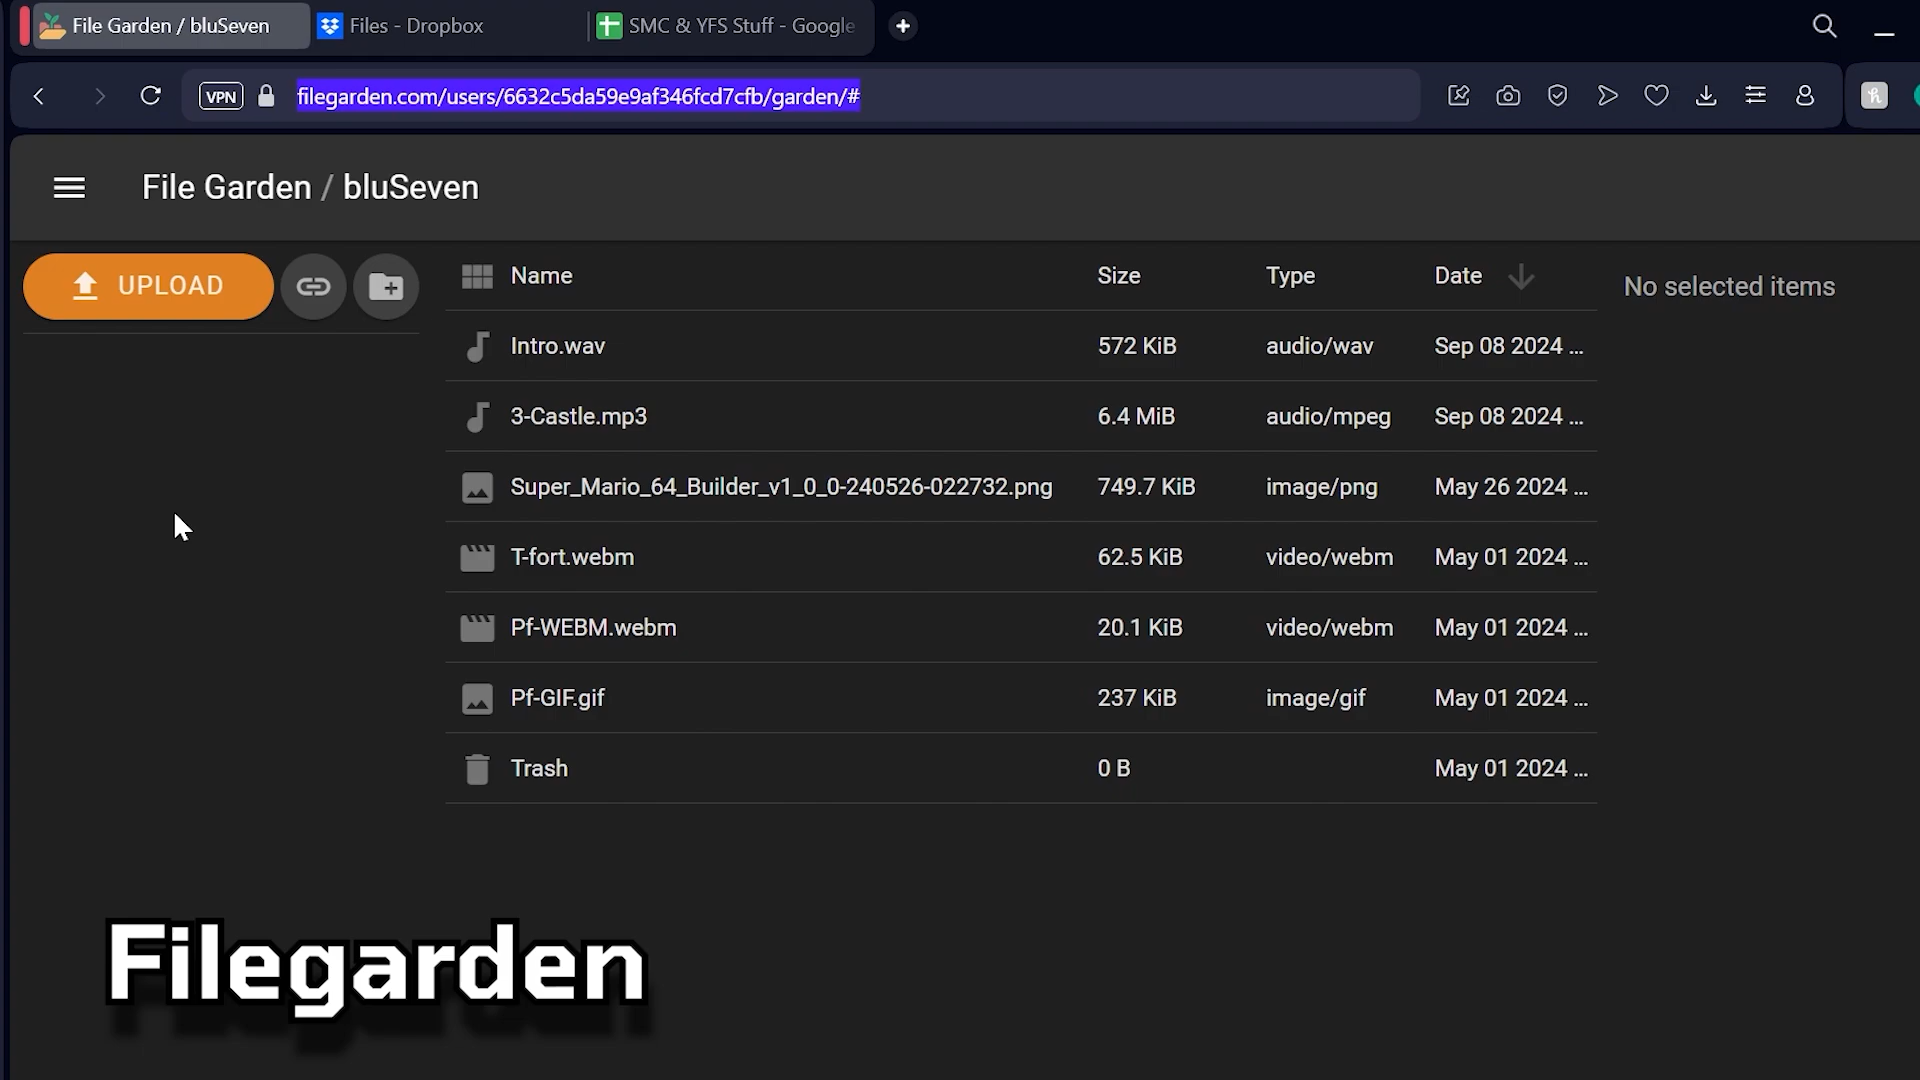 File Garden / bluSeven
Files - Dropbox
SMC & YFS Stuff - Google
VPN
filegarden.com/users/6632c5da59e9af346fcd7cfb/garden/#
File Garden / bluSeven
UPLOAD
Name Size Type Date
No selected items
Intro.wav 572 KiB audio/wav Sep 08 2024 ...
3-Castle.mp3 6.4 MiB audio/mpeg Sep 08 2024 ...
Super_Mario_64_Builder_v1_0_0-240526-022732.png 749.7 KiB image/png May 26 2024 ...
T-fort.webm 62.5 KiB video/webm May 01 2024 ...
Pf-WEBM.webm 20.1 KiB video/webm May 01 2024 ...
Pf-GIF.gif 237 KiB image/gif May 01 2024 ...
Trash 0 B May 01 2024 ...
Filegarden